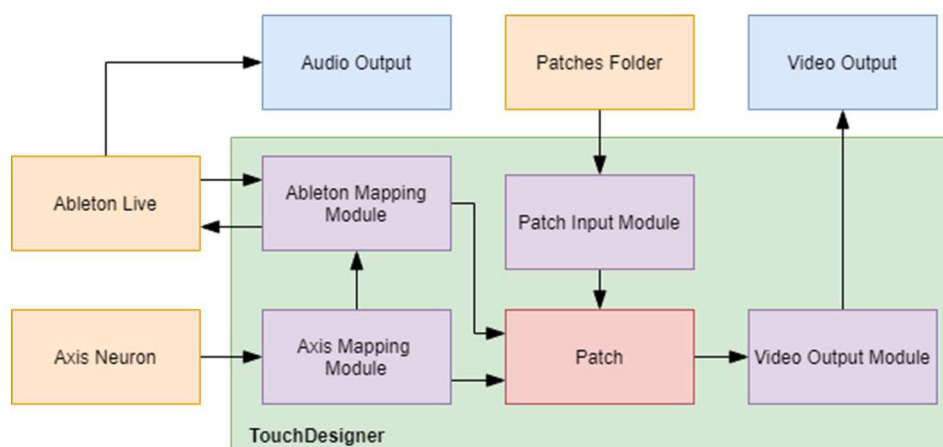 Audio Output
Patches Folder
Video Output
Ableton Live
Ableton Mapping
Module
Patch Input Module
Axis Neuron
Axis Mapping
Module
Patch
Video Output Module
TouchDesigner